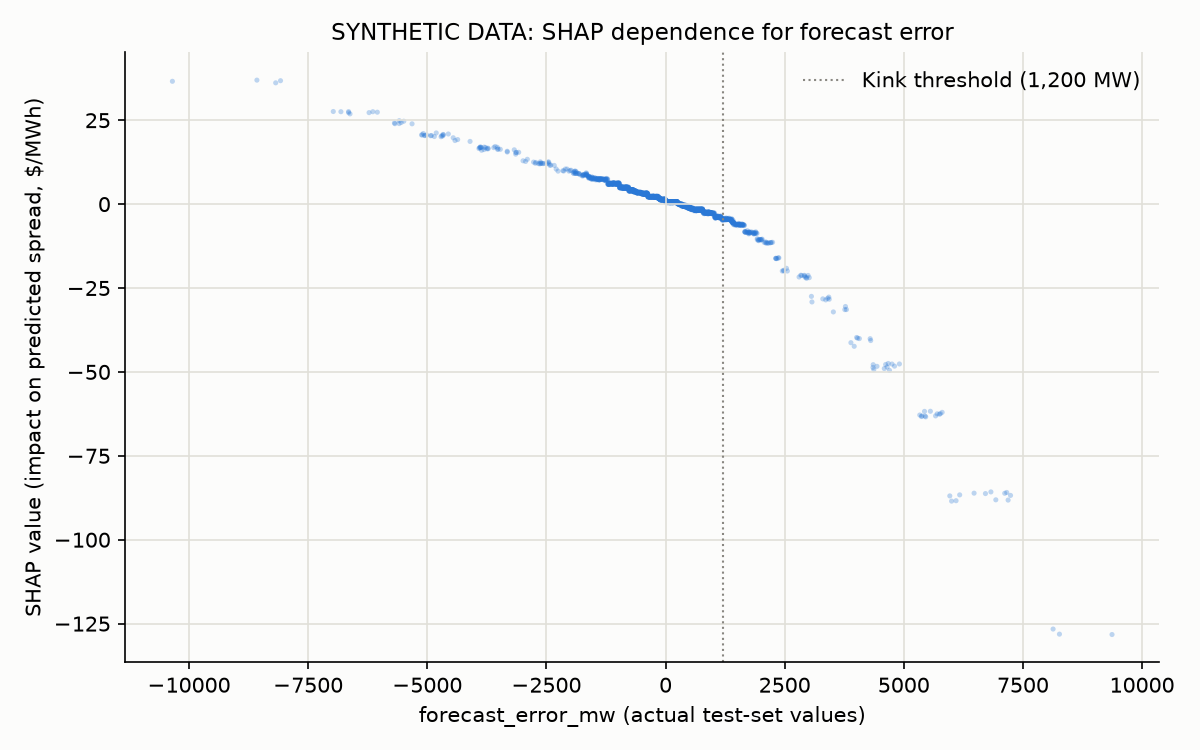 SYNTHETIC DATA: SHAP dependence for forecast error
Kink threshold (1,200 MW)
SHAP value (impact on predicted spread, $/MWh)
25
0
−25
−50
−75
−100
−125
−10000 −7500 −5000 −2500 0 2500 5000 7500 10000
forecast_error_mw (actual test-set values)